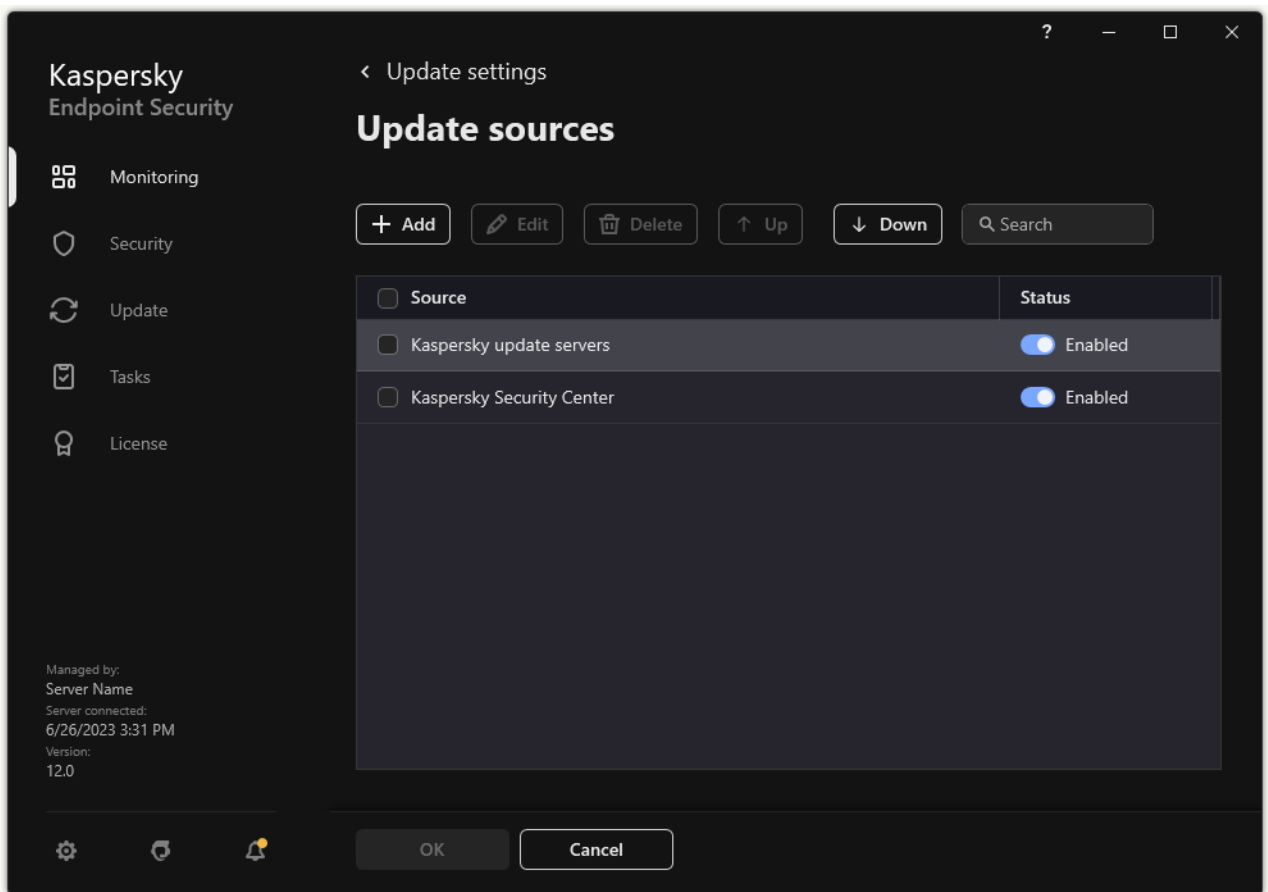 ?
Kaspersky
Endpoint Security
Monitoring
Security
Update
Tasks
License
Managed by:
Server Name
Server connected:
6/26/2023 3:31 PM
Version:
12.0
Update settings
Update sources
Add Edit Delete Up Down Search
Source Status
Kaspersky update servers Enabled
Kaspersky Security Center Enabled
OK Cancel